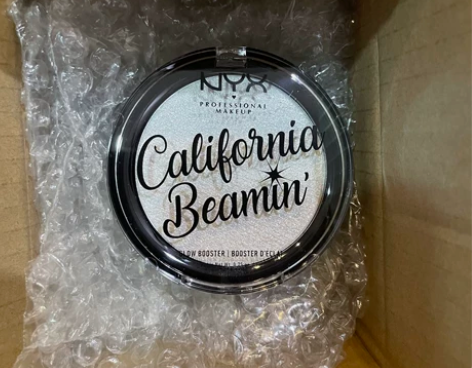 NYX
PROFESSIONAL
MAKEUP
California
Beamin'
GLOW BOOSTER | BOOSTER D'ÉCLAT